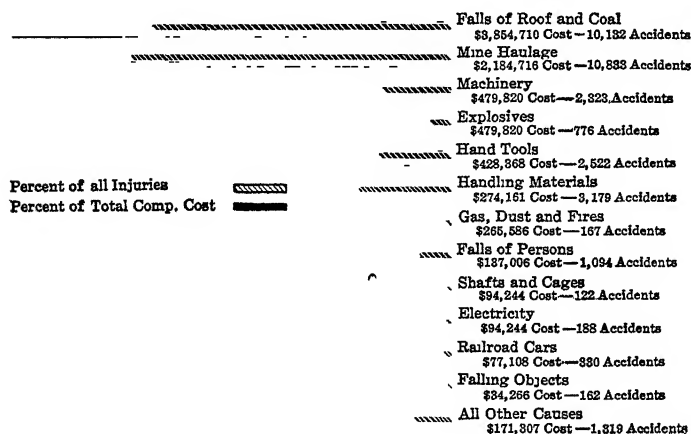 Falls of Roof and Coal
$3,854,710 Cost—10,132 Accidents
Mine Haulage
$2,184,716 Cost—10,833 Accidents
Machinery
$479,820 Cost—2,323 Accidents
Explosives
$479,820 Cost—776 Accidents
Hand Tools
$428,368 Cost—2,522 Accidents
Handling Materials
$274,161 Cost—3,179 Accidents
Percent of all Injuries
Percent of Total Comp. Cost
Gas, Dust and Fires
$265,586 Cost—167 Accidents
Falls of Persons
$137,006 Cost—1,094 Accidents
Shafts and Cages
$94,244 Cost—122 Accidents
Electricity
$94,244 Cost—188 Accidents
Railroad Cars
$77,108 Cost—330 Accidents
Falling Objects
$34,266 Cost—162 Accidents
All Other Causes
$171,307 Cost—1,319 Accidents